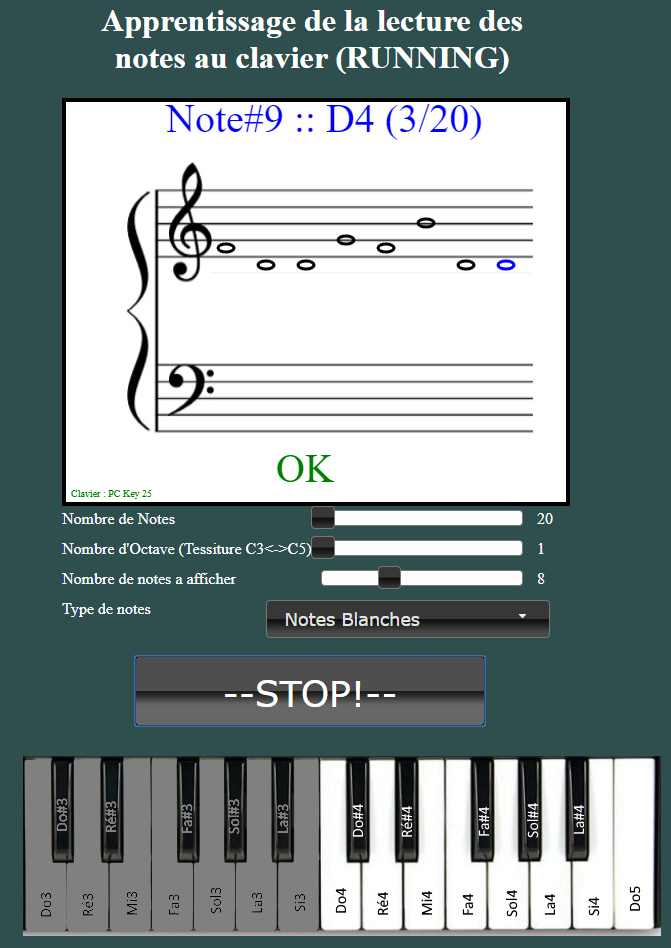 Apprentissage de la lecture des
notes au clavier (RUNNING)
Note#9 :: D4 (3/20)
OK
Clavier : PC Key 25
Nombre de Notes 20
Nombre d'Octave (Tessiture C3<->C5) 1
Nombre de notes a afficher 8
Type de notes Notes Blanches
--STOP!--
Do#3 Ré#3 Fa#3 Sol#3 La#3 Do#4 Ré#4 Fa#4 Sol#4 La#4
Do3 Ré3 Mi3 Fa3 Sol3 La3 Si3 Do4 Ré4 Mi4 Fa4 Sol4 La4 Si4 Do5